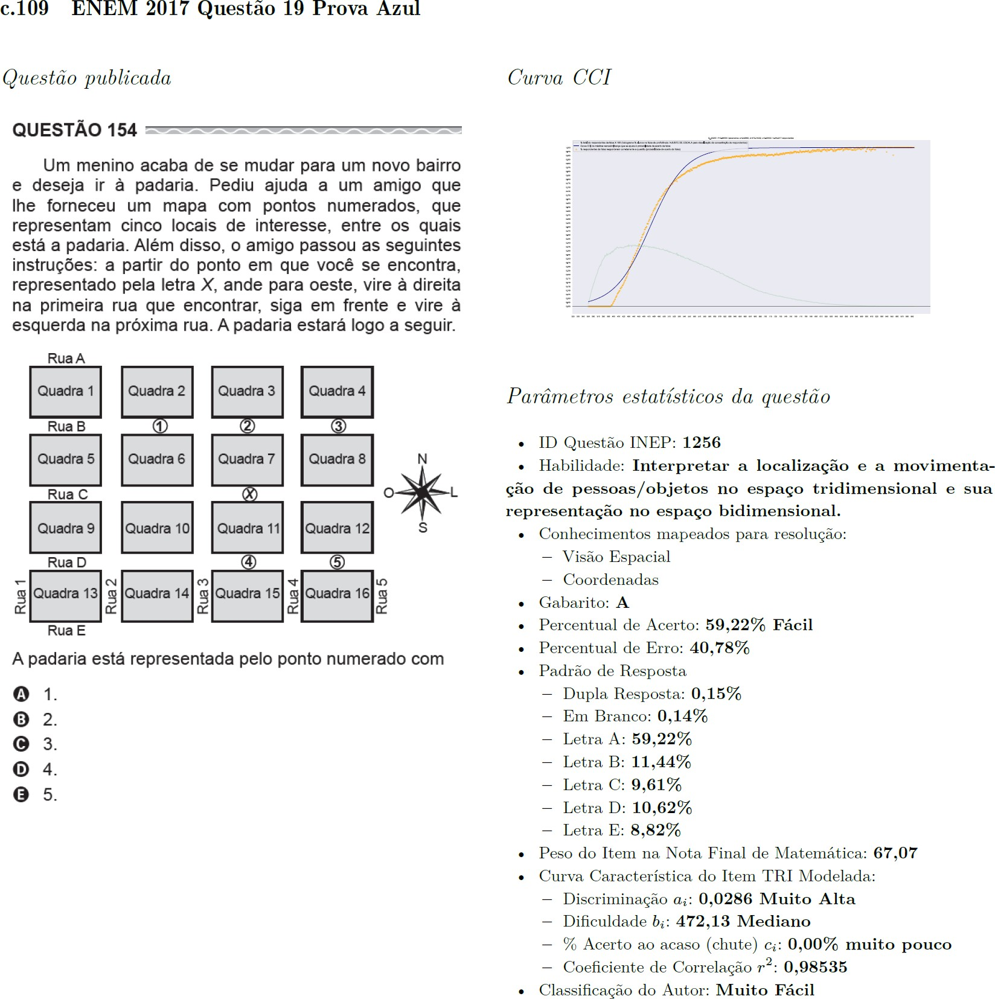 c.109 ENEM 2017 Questão 19 Prova Azul
Questão publicada
QUESTÃO 154
Um menino acaba de se mudar para um novo bairro
e deseja ir à padaria. Pediu ajuda a um amigo que
lhe forneceu um mapa com pontos numerados, que
representam cinco locais de interesse, entre os quais
está a padaria. Além disso, o amigo passou as seguintes
instruções: a partir do ponto em que você se encontra,
representado pela letra X, ande para oeste, vire à direita
na primeira rua que encontrar, siga em frente e vire à
esquerda na próxima rua. A padaria estará logo a seguir.
Rua A
Quadra 1 Quadra 2 Quadra 3 Quadra 4
Rua B 1 2 3
Quadra 5 Quadra 6 Quadra 7 Quadra 8
Rua C X
Quadra 9 Quadra 10 Quadra 11 Quadra 12
Rua D 4 5
Rua 1 Quadra 13 Rua 2 Quadra 14 Rua 3 Quadra 15 Rua 4 Quadra 16 Rua 5
Rua E
N
O L
S
A padaria está representada pelo ponto numerado com
A 1.
B 2.
C 3.
D 4.
E 5.
Curva CCI
Parâmetros estatísticos da questão
• ID Questão INEP: 1256
• Habilidade: Interpretar a localização e a movimenta-
ção de pessoas/objetos no espaço tridimensional e sua
representação no espaço bidimensional.
• Conhecimentos mapeados para resolução:
– Visão Espacial
– Coordenadas
• Gabarito: A
• Percentual de Acerto: 59,22% Fácil
• Percentual de Erro: 40,78%
• Padrão de Resposta
– Dupla Resposta: 0,15%
– Em Branco: 0,14%
– Letra A: 59,22%
– Letra B: 11,44%
– Letra C: 9,61%
– Letra D: 10,62%
– Letra E: 8,82%
• Peso do Item na Nota Final de Matemática: 67,07
• Curva Característica do Item TRI Modelada:
– Discriminação ai: 0,0286 Muito Alta
– Dificuldade bi: 472,13 Mediano
– % Acerto ao acaso (chute) ci: 0,00% muito pouco
– Coeficiente de Correlação r²: 0,98535
• Classificação do Autor: Muito Fácil